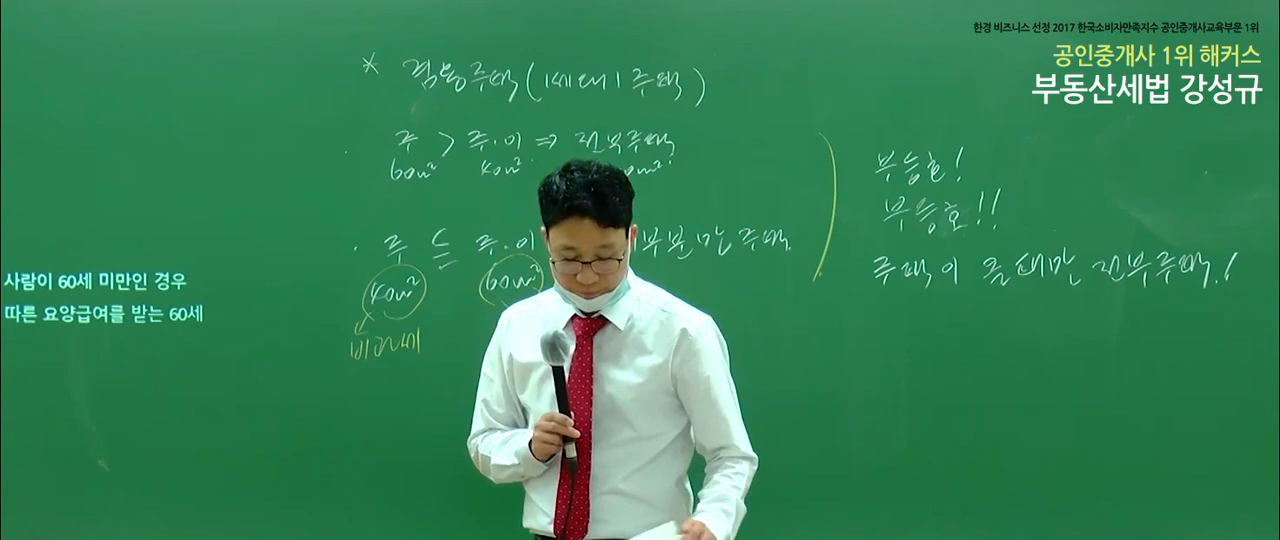 한경 비즈니스 선정 2017 한국소비자만족지수 공인중개사교육부문 1위
공인중개사 1위 해커스
부동산세법 강성규
* 겸용주택(1세대1주택)
주 > 주·이 ⇒ 전부주택
60m² 40m² 0m²
· 주 ≤ 주·이 부분만 주택
40m² 60m²
비과세
부등호!
부등호!!
주택이 클때만 전부주택!
사람이 60세 미만인 경우
따른 요양급여를 받는 60세